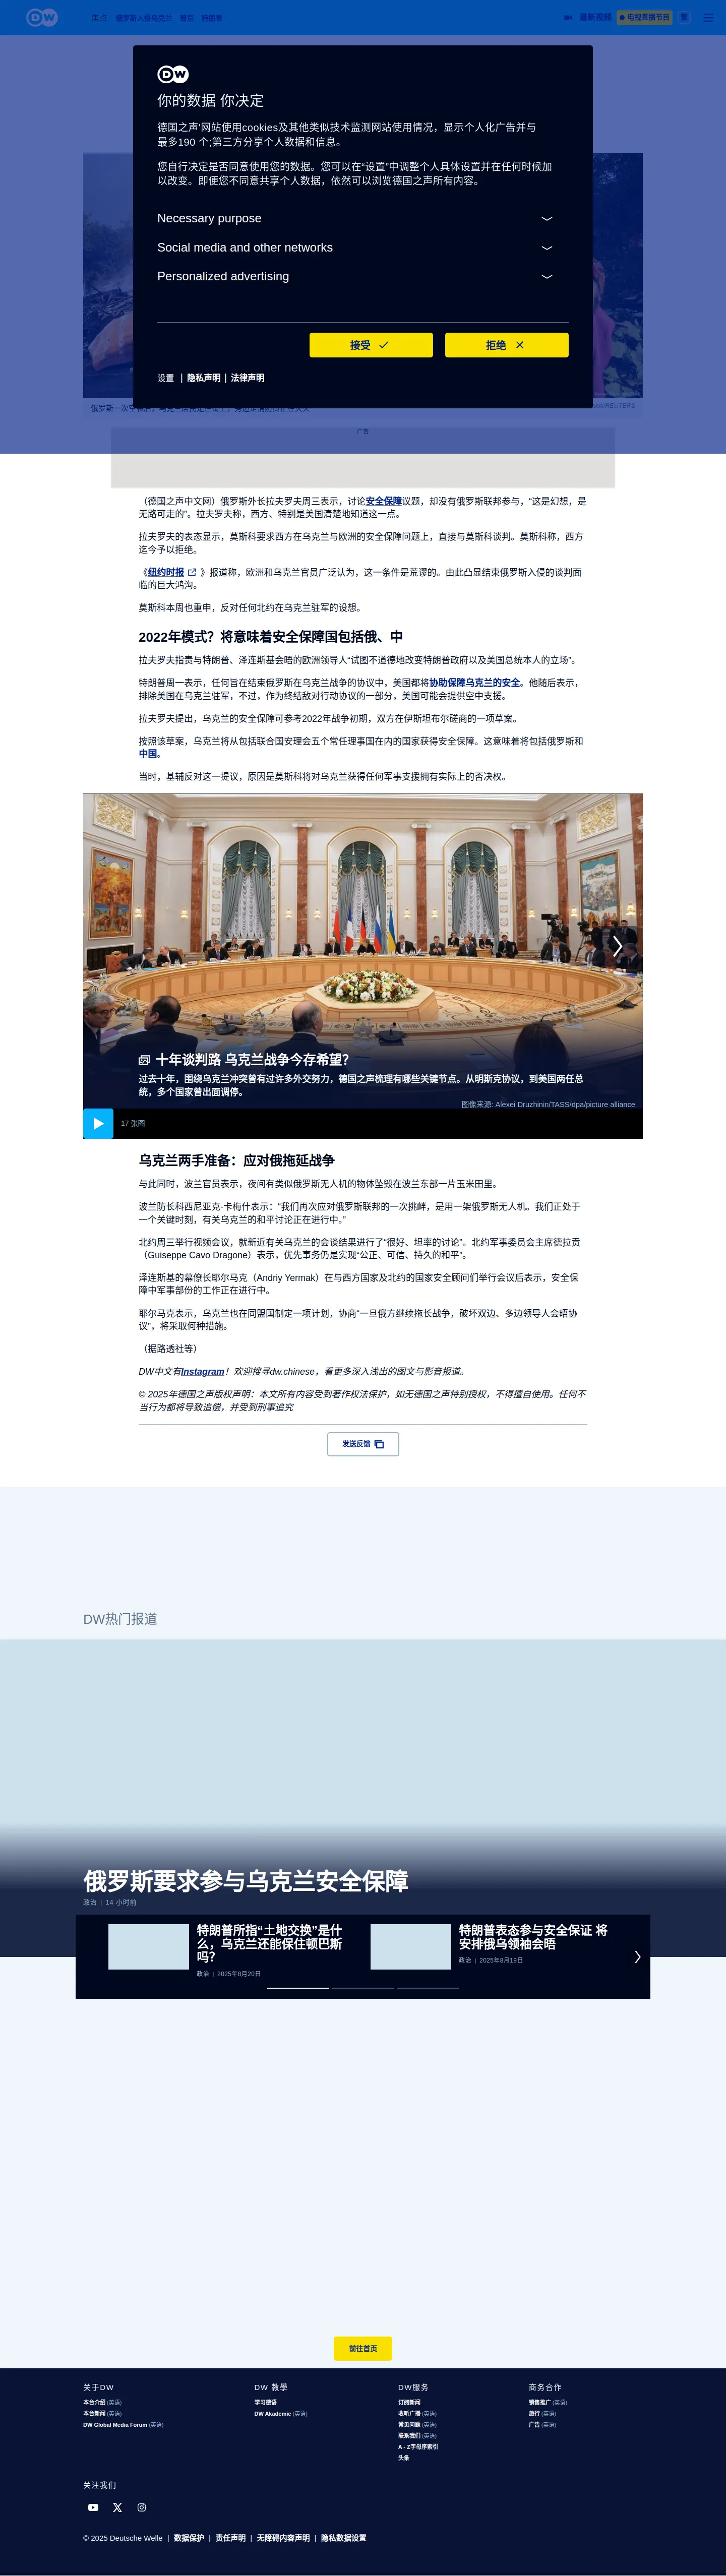 DW
焦点 俄罗斯入侵乌克兰 普京 特朗普
最新视频 电视直播节目 繁
DW
你的数据 你决定
德国之声'网站使用cookies及其他类似技术监测网站使用情况，显示个人化广告并与
最多190 个;第三方分享个人数据和信息。
您自行决定是否同意使用您的数据。您可以在“设置”中调整个人具体设置并在任何时候加
以改变。即便您不同意共享个人数据，依然可以浏览德国之声所有内容。
Necessary purpose
Social media and other networks
Personalized advertising
接受 拒绝
设置 | 隐私声明 | 法律声明
广告
（德国之声中文网）俄罗斯外长拉夫罗夫周三表示，讨论安全保障议题，却没有俄罗斯联邦参与，“这是幻想，是
无路可走的”。拉夫罗夫称，西方、特别是美国清楚地知道这一点。
拉夫罗夫的表态显示，莫斯科要求西方在乌克兰与欧洲的安全保障问题上，直接与莫斯科谈判。莫斯科称，西方
迄今予以拒绝。
《纽约时报 》报道称，欧洲和乌克兰官员广泛认为，这一条件是荒谬的。由此凸显结束俄罗斯入侵的谈判面
临的巨大鸿沟。
莫斯科本周也重申，反对任何北约在乌克兰驻军的设想。
2022年模式？将意味着安全保障国包括俄、中
拉夫罗夫指责与特朗普、泽连斯基会晤的欧洲领导人“试图不道德地改变特朗普政府以及美国总统本人的立场”。
特朗普周一表示，任何旨在结束俄罗斯在乌克兰战争的协议中，美国都将协助保障乌克兰的安全。他随后表示，
排除美国在乌克兰驻军，不过，作为终结敌对行动协议的一部分，美国可能会提供空中支援。
拉夫罗夫提出，乌克兰的安全保障可参考2022年战争初期，双方在伊斯坦布尔磋商的一项草案。
按照该草案，乌克兰将从包括联合国安理会五个常任理事国在内的国家获得安全保障。这意味着将包括俄罗斯和
中国。
当时，基辅反对这一提议，原因是莫斯科将对乌克兰获得任何军事支援拥有实际上的否决权。
十年谈判路 乌克兰战争今存希望？
过去十年，围绕乌克兰冲突曾有过许多外交努力，德国之声梳理有哪些关键节点。从明斯克协议，到美国两任总
统，多个国家曾出面调停。
图像来源: Alexei Druzhinin/TASS/dpa/picture alliance
17 张图
乌克兰两手准备：应对俄拖延战争
与此同时，波兰官员表示，夜间有类似俄罗斯无人机的物体坠毁在波兰东部一片玉米田里。
波兰防长科西尼亚克-卡梅什表示：“我们再次应对俄罗斯联邦的一次挑衅，是用一架俄罗斯无人机。我们正处于
一个关键时刻，有关乌克兰的和平讨论正在进行中。”
北约周三举行视频会议，就新近有关乌克兰的会谈结果进行了“很好、坦率的讨论”。北约军事委员会主席德拉贡
（Guiseppe Cavo Dragone）表示，优先事务仍是实现“公正、可信、持久的和平”。
泽连斯基的幕僚长耶尔马克（Andriy Yermak）在与西方国家及北约的国家安全顾问们举行会议后表示，安全保
障中军事部份的工作正在进行中。
耶尔马克表示，乌克兰也在同盟国制定一项计划，协商“一旦俄方继续拖长战争，破坏双边、多边领导人会晤协
议”，将采取何种措施。
（据路透社等）
DW中文有Instagram！欢迎搜寻dw.chinese，看更多深入浅出的图文与影音报道。
© 2025年德国之声版权声明：本文所有内容受到著作权法保护，如无德国之声特别授权，不得擅自使用。任何不
当行为都将导致追偿，并受到刑事追究
发送反馈
DW热门报道
俄罗斯要求参与乌克兰安全保障
政治 | 14 小时前
特朗普所指“土地交换”是什
么，乌克兰还能保住顿巴斯
吗？
政治 | 2025年8月20日
特朗普表态参与安全保证 将
安排俄乌领袖会晤
政治 | 2025年8月19日
前往首页
关于DW
本台介绍 (英语)
本台新闻 (英语)
DW Global Media Forum (英语)
DW 教學
学习德语
DW Akademie (英语)
DW服务
订阅新闻
收听广播 (英语)
常见问题 (英语)
联系我们 (英语)
A - Z字母序索引
头条
商务合作
销售推广 (英语)
旅行 (英语)
广告 (英语)
关注我们
© 2025 Deutsche Welle | 数据保护 | 责任声明 | 无障碍内容声明 | 隐私数据设置